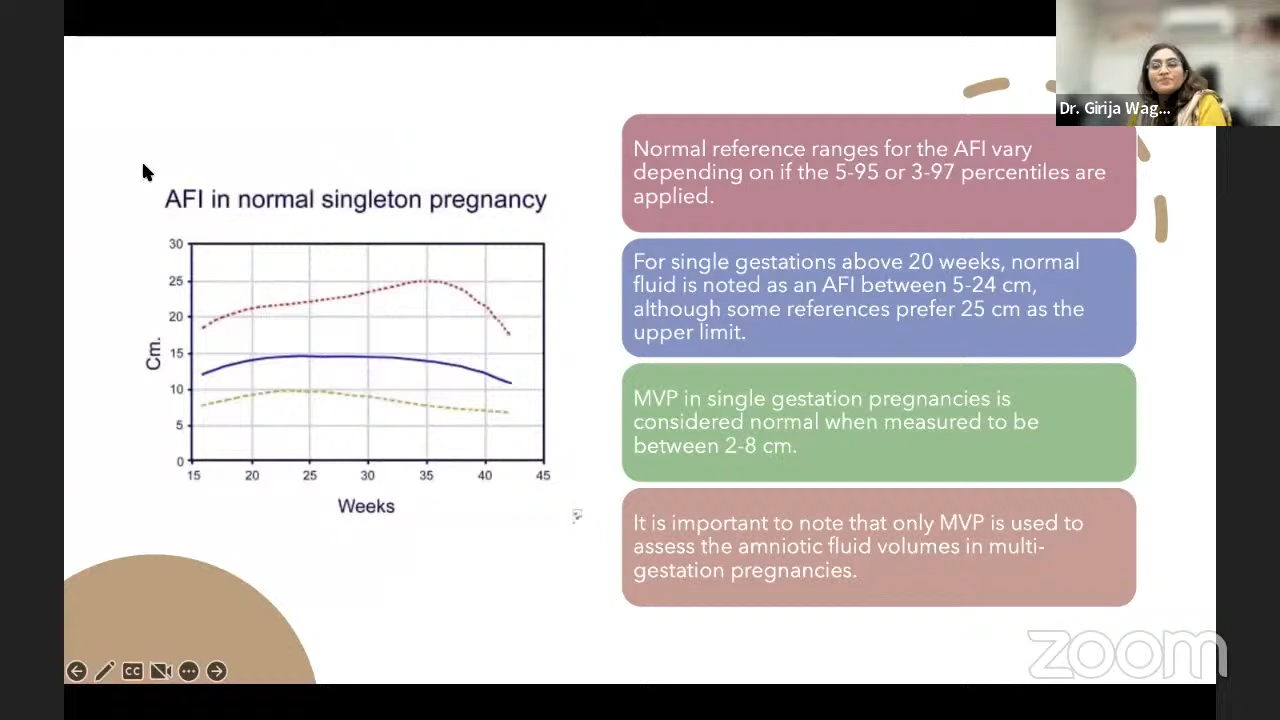 Dr. Girija Wag...
Normal reference ranges for the AFI vary
depending on if the 5-95 or 3-97 percentiles are
applied.
AFI in normal singleton pregnancy
30
25
20
15
10
5
0
Cm.
15 20 25 30 35 40 45
Weeks
For single gestations above 20 weeks, normal
fluid is noted as an AFI between 5-24 cm,
although some references prefer 25 cm as the
upper limit.
MVP in single gestation pregnancies is
considered normal when measured to be
between 2-8 cm.
It is important to note that only MVP is used to
assess the amniotic fluid volumes in multi-
gestation pregnancies.
CC
zoom